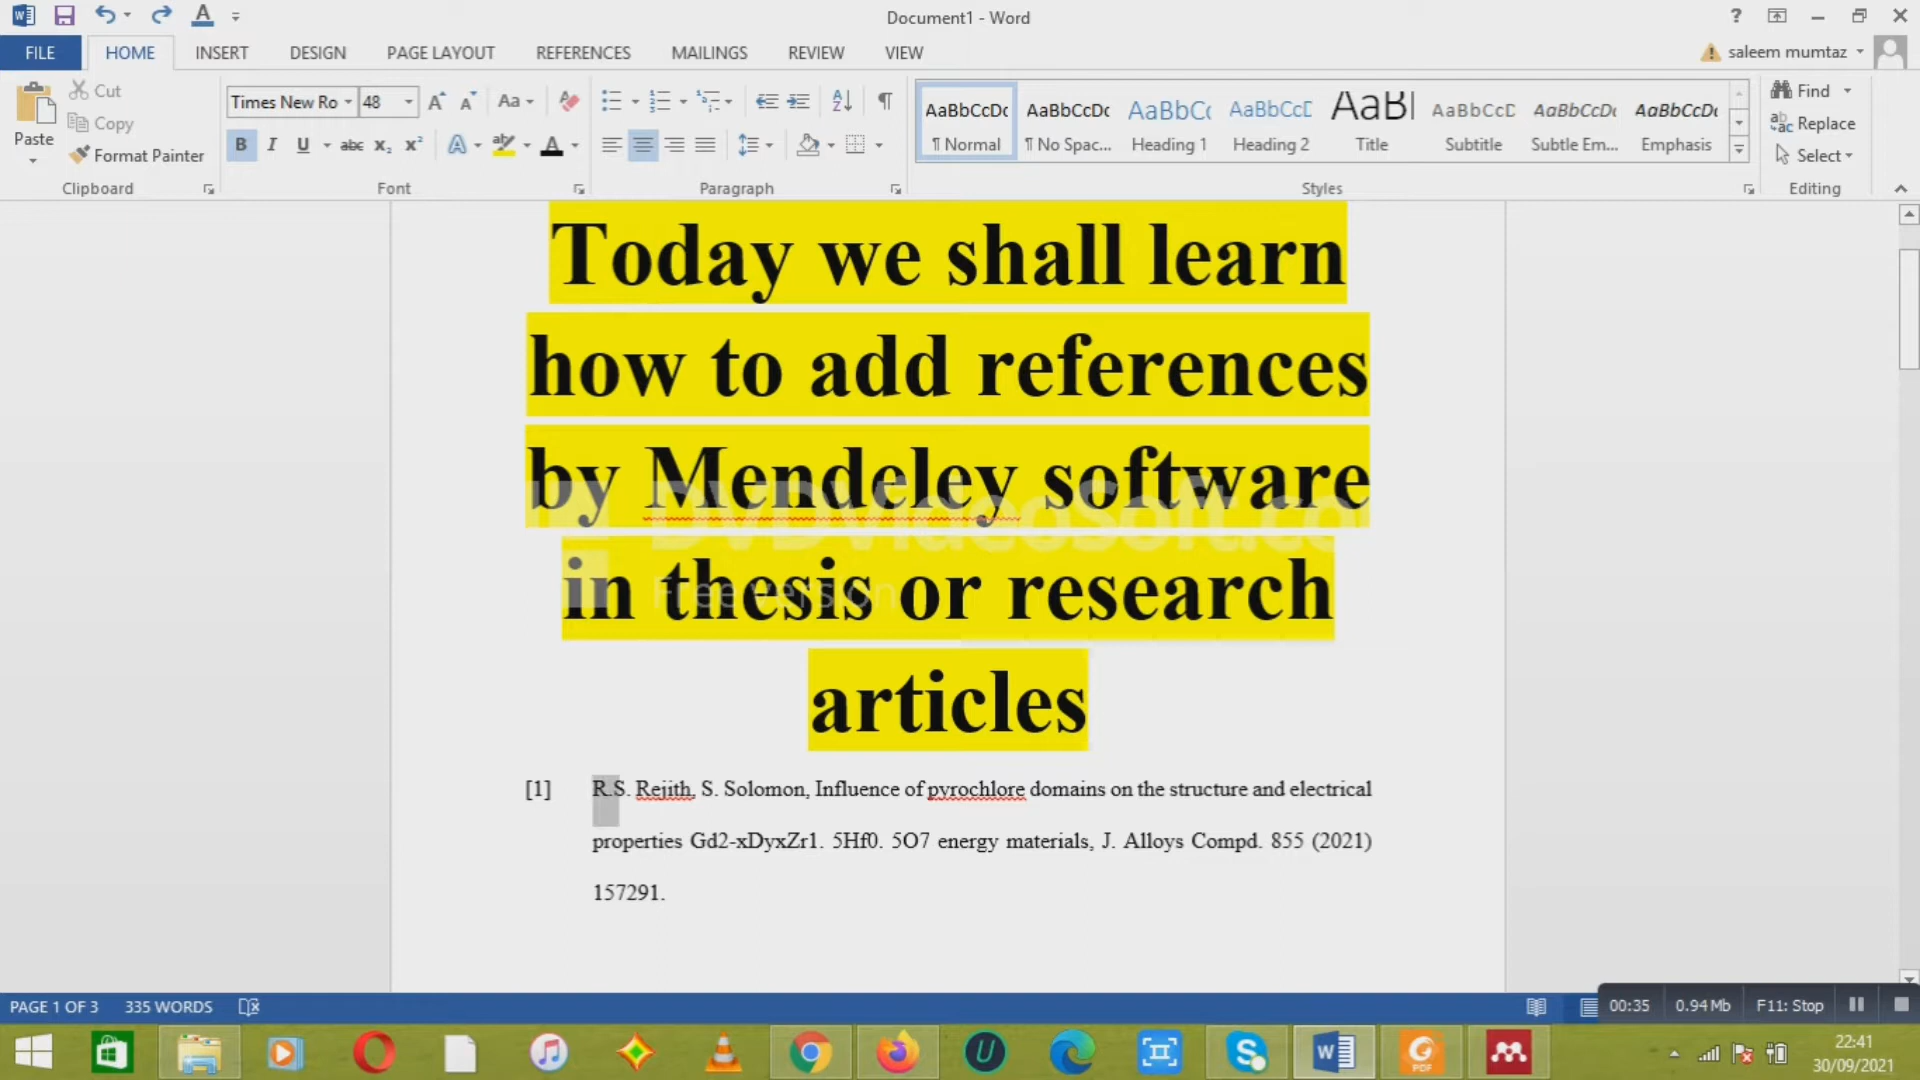 Document1 - Word
FILE HOME INSERT DESIGN PAGE LAYOUT REFERENCES MAILINGS REVIEW VIEW
saleem mumtaz
Paste
Cut
Copy
Format Painter
Clipboard
Times New Ro 48
Font
Paragraph
AaBbCcDc AaBbCcDc AaBbCc AaBbCcD AaBl AaBbCcD AaBbCcDc AaBbCcDc
¶ Normal ¶ No Spac... Heading 1 Heading 2 Title Subtitle Subtle Em... Emphasis
Styles
Find
Replace
Select
Editing
Today we shall learn
how to add references
by Mendeley software
in thesis or research
articles
DVDVideoSoft.co
Free version
[1] R.S. Rejith, S. Solomon, Influence of pyrochlore domains on the structure and electrical
properties Gd2-xDyxZr1. 5Hf0. 5O7 energy materials, J. Alloys Compd. 855 (2021)
157291.
PAGE 1 OF 3 335 WORDS
00:35 0.94 Mb F11: Stop
22:41
30/09/2021